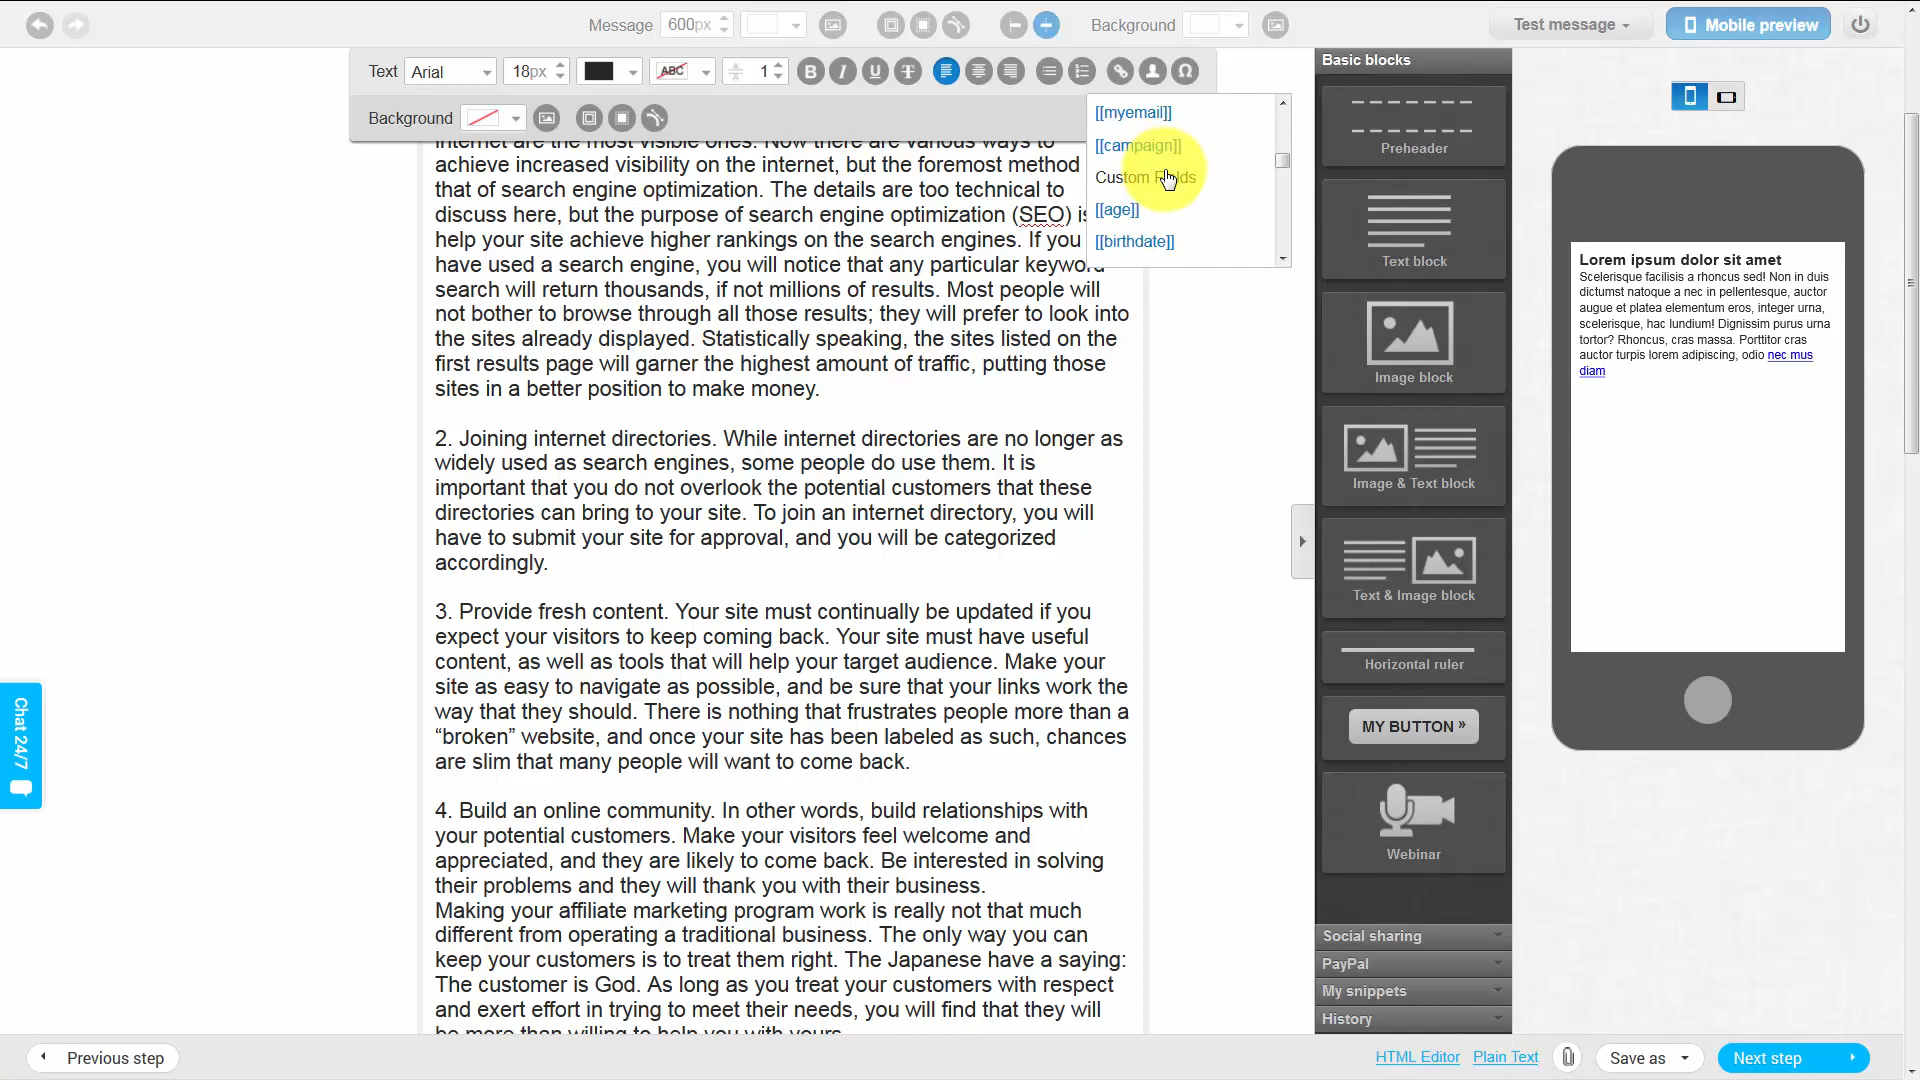 Message 600px Background Test message Mobile preview
Text Arial 18px ABC 1 B I U T Ω
Background
[[myemail]]
[[campaign]]
Custom Fields
[[age]]
[[birthdate]]
internet are the most visible ones. Now there are various ways to
achieve increased visibility on the internet, but the foremost method
that of search engine optimization. The details are too technical to
discuss here, but the purpose of search engine optimization (SEO) is
help your site achieve higher rankings on the search engines. If you
have used a search engine, you will notice that any particular keyword
search will return thousands, if not millions of results. Most people will
not bother to browse through all those results; they will prefer to look into
the sites already displayed. Statistically speaking, the sites listed on the
first results page will garner the highest amount of traffic, putting those
sites in a better position to make money.
2. Joining internet directories. While internet directories are no longer as
widely used as search engines, some people do use them. It is
important that you do not overlook the potential customers that these
directories can bring to your site. To join an internet directory, you will
have to submit your site for approval, and you will be categorized
accordingly.
3. Provide fresh content. Your site must continually be updated if you
expect your visitors to keep coming back. Your site must have useful
content, as well as tools that will help your target audience. Make your
site as easy to navigate as possible, and be sure that your links work the
way that they should. There is nothing that frustrates people more than a
“broken” website, and once your site has been labeled as such, chances
are slim that many people will want to come back.
4. Build an online community. In other words, build relationships with
your potential customers. Make your visitors feel welcome and
appreciated, and they are likely to come back. Be interested in solving
their problems and they will thank you with their business.
Making your affiliate marketing program work is really not that much
different from operating a traditional business. The only way you can
keep your customers is to treat them right. The Japanese have a saying:
The customer is God. As long as you treat your customers with respect
and exert effort in trying to meet their needs, you will find that they will
be more than willing to help you with yours.
Basic blocks
Preheader
Text block
Image block
Image & Text block
Text & Image block
Horizontal ruler
MY BUTTON »
Webinar
Social sharing
PayPal
My snippets
History
Lorem ipsum dolor sit amet
Scelerisque facilisis a rhoncus sed! Non in duis
dictumst natoque a nec in pellentesque, auctor
augue et platea elementum eros, integer urna,
scelerisque, hac lundium! Dignissim purus urna
tortor? Rhoncus, cras massa. Porttitor cras
auctor turpis lorem adipiscing, odio nec mus
diam
Chat 24/7
Previous step HTML Editor Plain Text Save as Next step